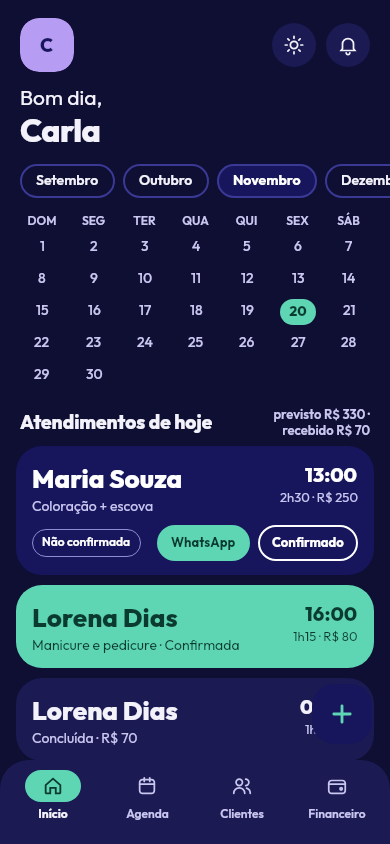 C
Bom dia,
Carla
Setembro Outubro Novembro
DOM SEG TER QUA QUI SEX SÁB
1 2 3 4 5 6 7
8 9 10 11 12 13 14
15 16 17 18 19 20 21
22 23 24 25 26 27 28
29 30
Atendimentos de hoje
previsto R$ 330 ·
recebido R$ 70
Maria Souza 13:00
Coloração + escova 2h30 · R$ 250
Não confirmada WhatsApp Confirmado
Lorena Dias 16:00
Manicure e pedicure · Confirmada 1h15 · R$ 80
Lorena Dias
Concluída · R$ 70
Início Agenda Clientes Financeiro